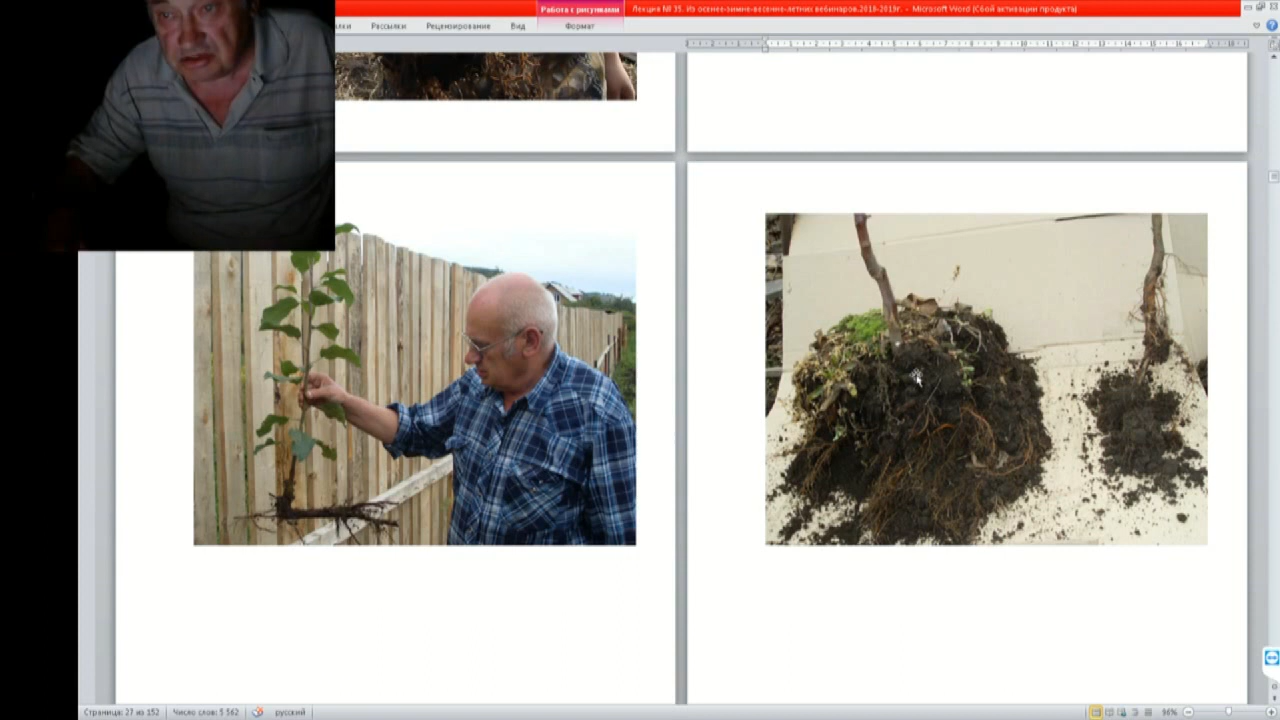 Работа с рисунками
Лекция № 35. Из осенне-зимне-весенне-летних вебинаров.2018-2019г. - Microsoft Word (Сбой активации продукта)
Рассылки Рецензирование Вид Формат
Страница: 27 из 152 Число слов: 5 562 русский 96%